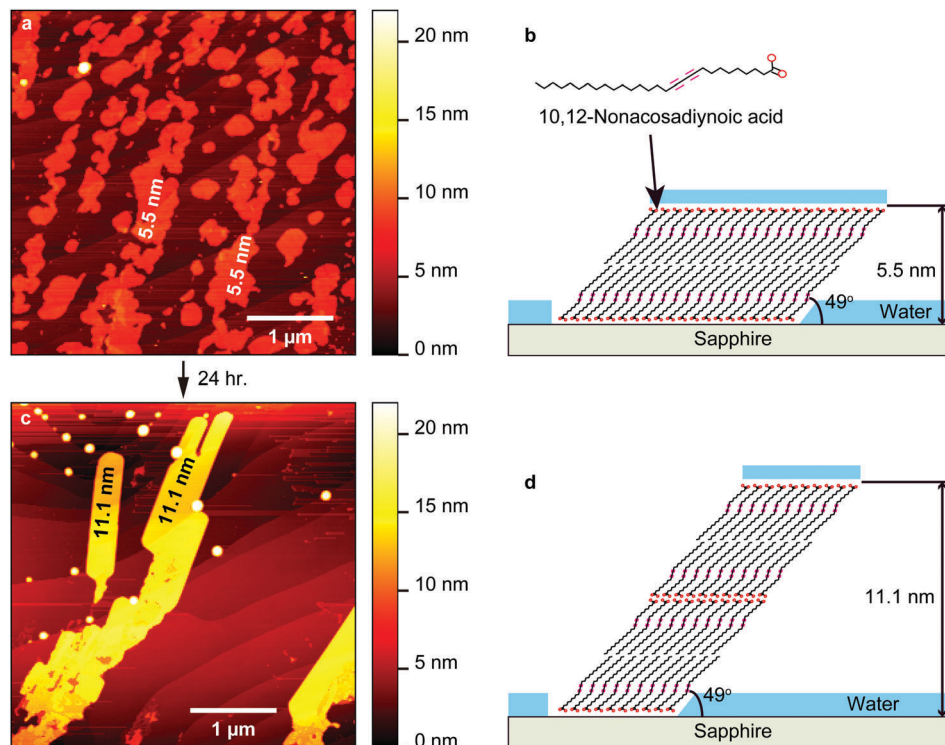 a
5.5 nm
5.5 nm
1 µm
20 nm
15 nm
10 nm
5 nm
0 nm
b
10,12-Nonacosadiynoic acid
5.5 nm
49°
Water
Sapphire
24 hr.
c
11.1 nm
11.1 nm
1 µm
20 nm
15 nm
10 nm
5 nm
0 nm
d
11.1 nm
49°
Water
Sapphire